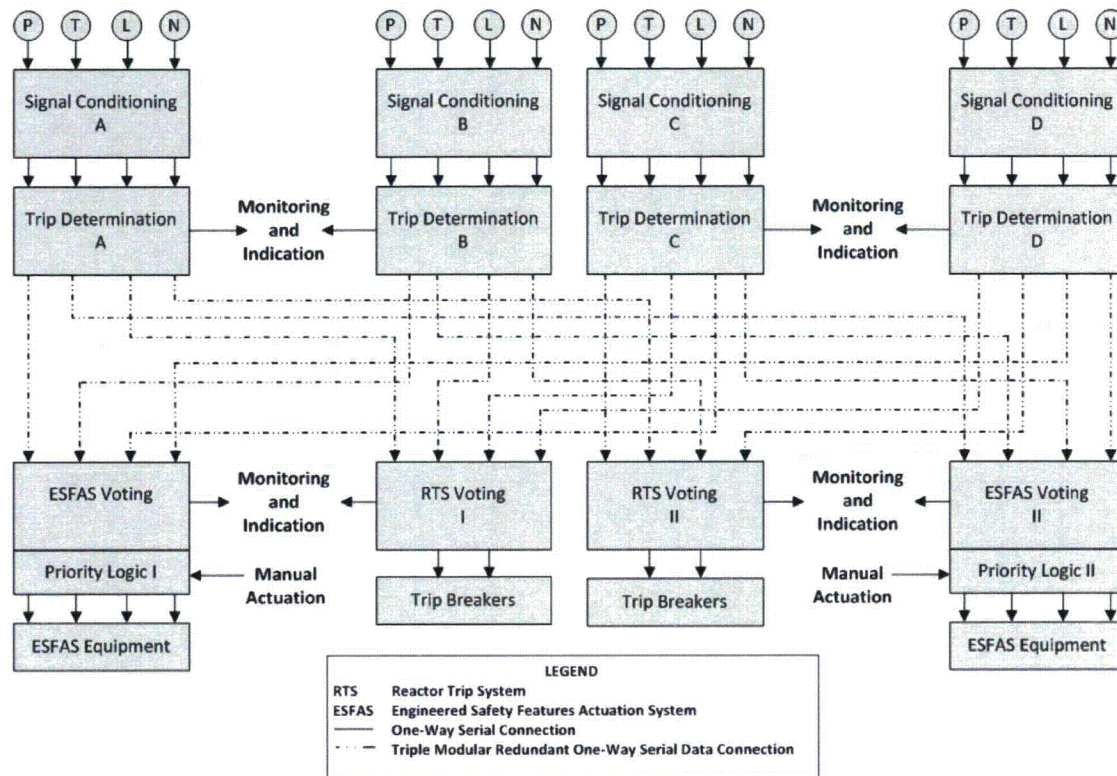 P T L N P T L N P T L N P T L N
Signal Conditioning
A
Signal Conditioning
B
Signal Conditioning
C
Signal Conditioning
D
Trip Determination
A
Monitoring
and
Indication
Trip Determination
B
Trip Determination
C
Monitoring
and
Indication
Trip Determination
D
ESFAS Voting
Monitoring
and
Indication
RTS Voting
I
RTS Voting
II
Monitoring
and
Indication
ESFAS Voting
II
Priority Logic I
Manual
Actuation
Trip Breakers
Trip Breakers
Manual
Actuation
Priority Logic II
ESFAS Equipment
ESFAS Equipment
LEGEND
RTS Reactor Trip System
ESFAS Engineered Safety Features Actuation System
One-Way Serial Connection
Triple Modular Redundant One-Way Serial Data Connection